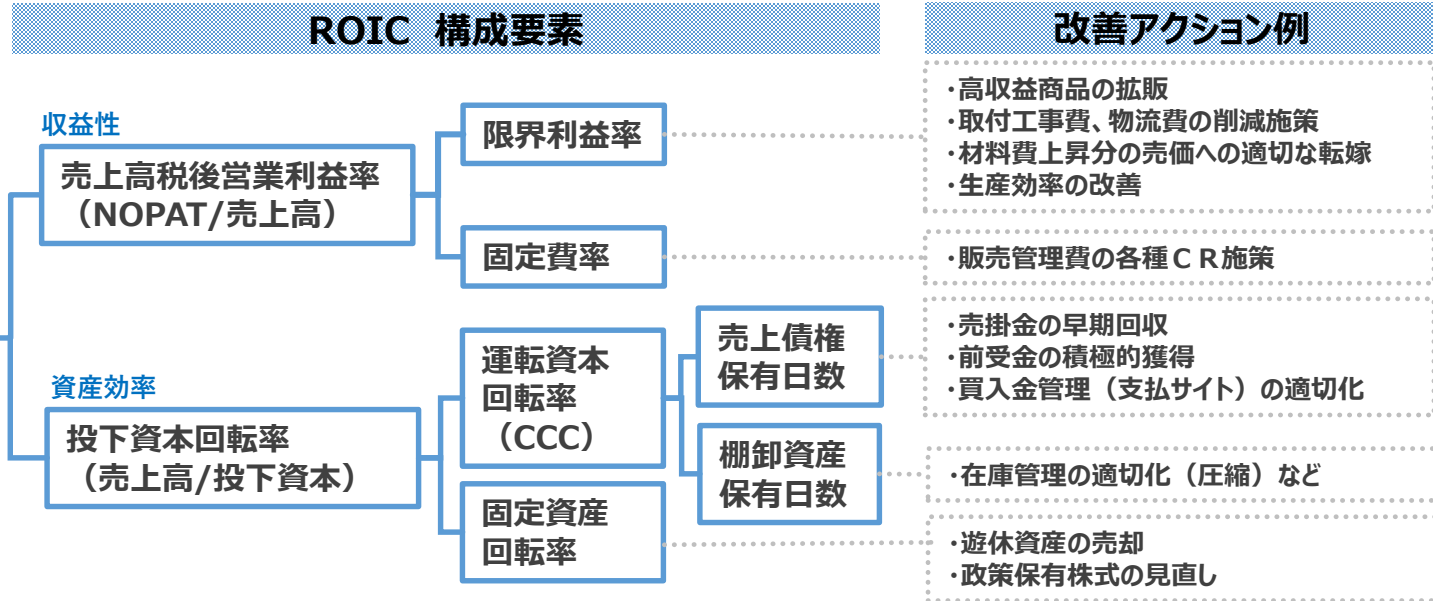 ROIC 構成要素
改善アクション例
収益性
売上高税後営業利益率
（NOPAT/売上高）
限界利益率
固定費率
・高収益商品の拡販
・取付工事費、物流費の削減施策
・材料費上昇分の売価への適切な転嫁
・生産効率の改善
・販売管理費の各種ＣＲ施策
資産効率
投下資本回転率
（売上高/投下資本）
運転資本
回転率
（CCC）
固定資産
回転率
売上債権
保有日数
棚卸資産
保有日数
・売掛金の早期回収
・前受金の積極的獲得
・買入金管理（支払サイト）の適切化
・在庫管理の適切化（圧縮）など
・遊休資産の売却
・政策保有株式の見直し